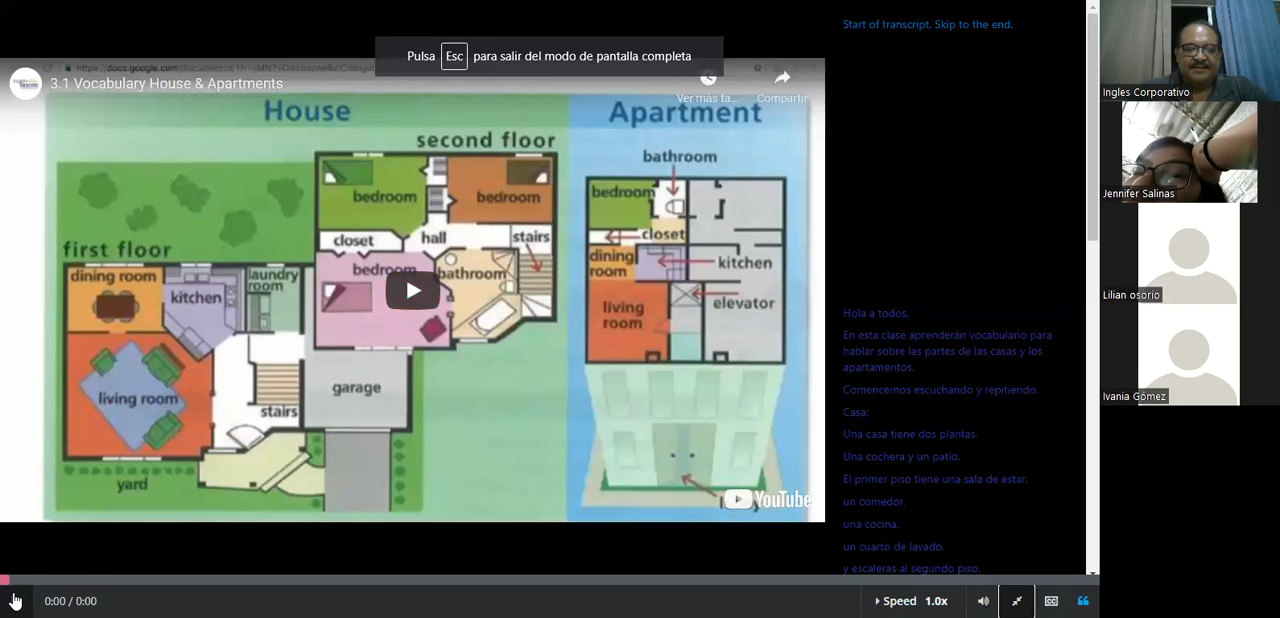 Start of transcript. Skip to the end.
Pulsa Esc para salir del modo de pantalla completa
3.1 Vocabulary House & Apartments
Ver más ta...
Compartir
House
Apartment
second floor
bathroom
bedroom
bedroom
bedroom
closet
hall
stairs
closet
first floor
bedroom
bathroom
dining room
kitchen
laundry room
dining room
kitchen
living room
elevator
garage
living room
stairs
yard
YouTube
Hola a todos.
En esta clase aprenderán vocabulario para
hablar sobre las partes de las casas y los
apartamentos.
Comencemos escuchando y repitiendo.
Casa:
Una casa tiene dos plantas.
Una cochera y un patio.
El primer piso tiene una sala de estar,
un comedor.
una cocina.
un cuarto de lavado.
y escaleras al segundo piso.
0:00 / 0:00
Speed 1.0x
Ingles Corporativo
Jennifer Salinas
Lilian osorio
Ivania Gómez